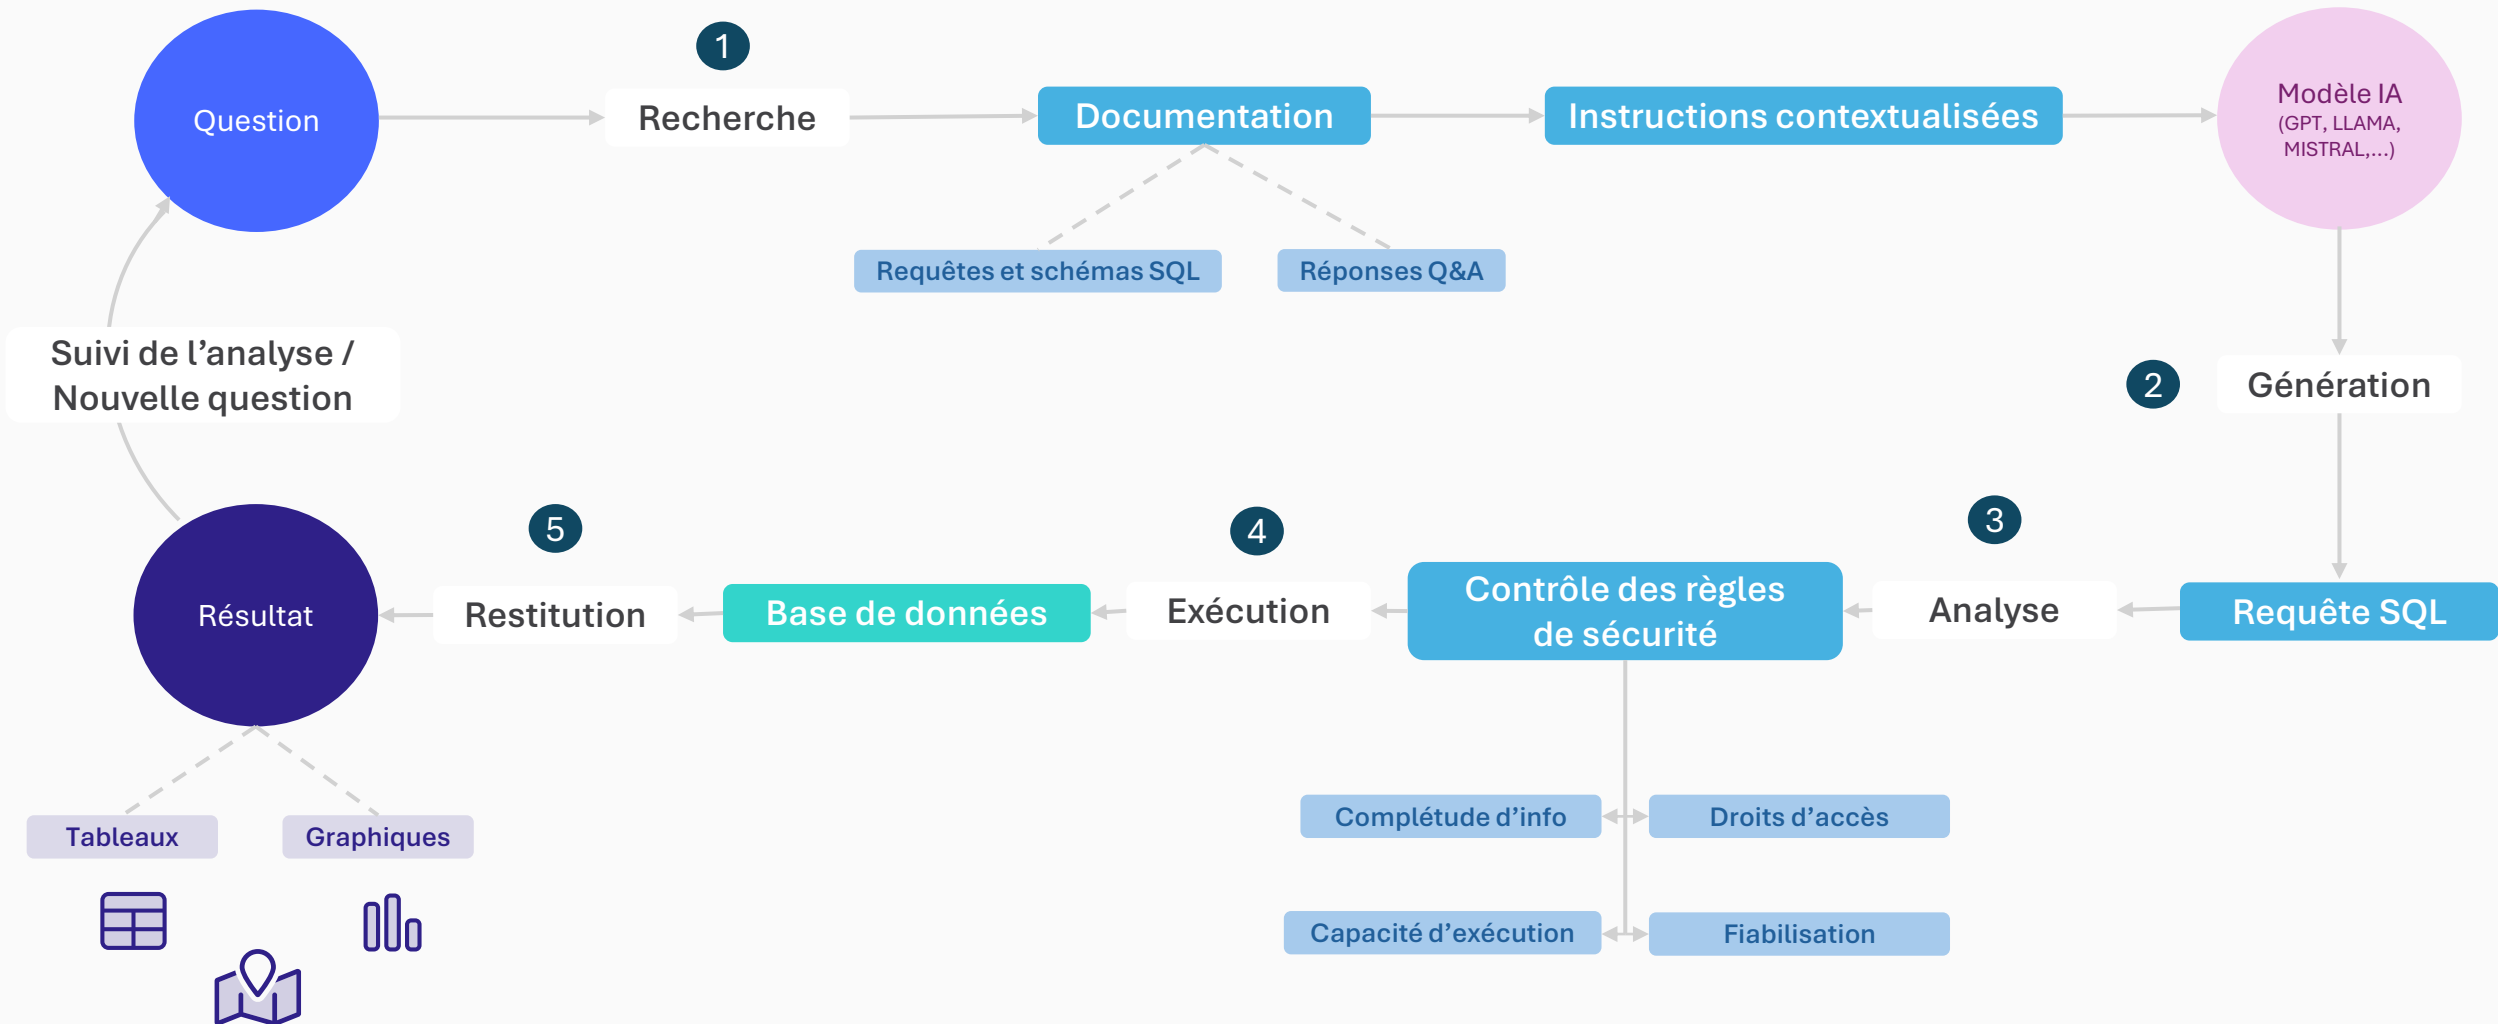 1
Question
Recherche
Documentation
Instructions contextualisées
Modèle IA
(GPT, LLAMA,
MISTRAL,...)
Requêtes et schémas SQL
Réponses Q&A
Suivi de l’analyse /
Nouvelle question
2
Génération
5
4
3
Résultat
Restitution
Base de données
Exécution
Contrôle des règles
de sécurité
Analyse
Requête SQL
Tableaux
Graphiques
Complétude d’info
Droits d’accès
Capacité d’exécution
Fiabilisation